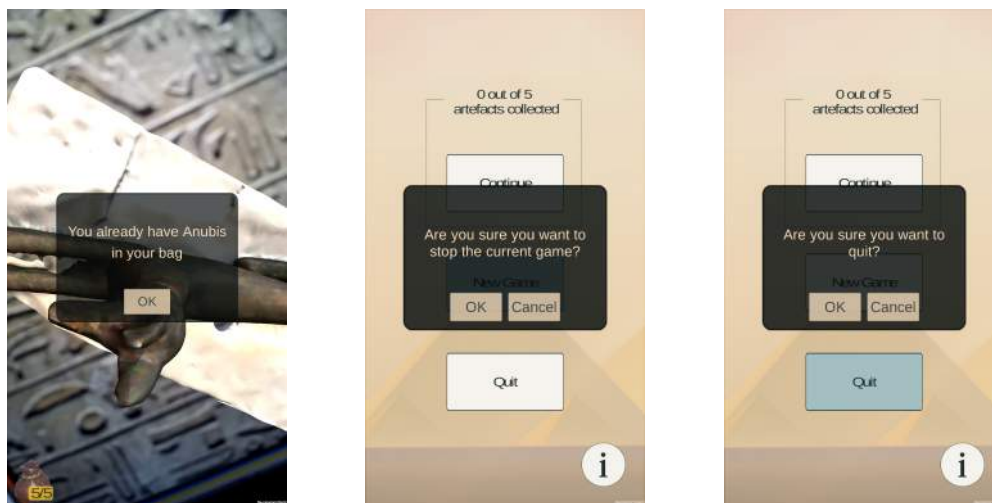 You already have Anubis
in your bag
OK
5/5
0 out of 5
artefacts collected
Continue
Are you sure you want to
stop the current game?
New Game
OK
Cancel
Quit
i
0 out of 5
artefacts collected
Continue
Are you sure you want to
quit?
New Game
OK
Cancel
Quit
i